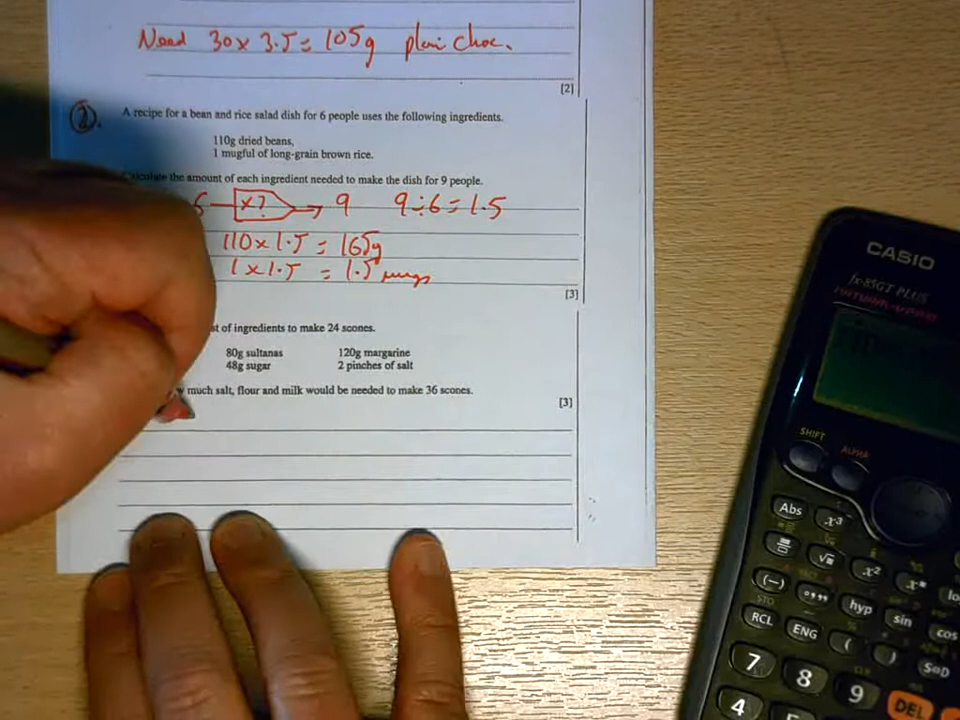 Need 30 x 3.5 = 105g plain choc.
[2]
2. A recipe for a bean and rice salad dish for 6 people uses the following ingredients.
110g dried beans,
1 mugful of long-grain brown rice.
Calculate the amount of each ingredient needed to make the dish for 9 people.
6 x? 9 9÷6 = 1.5
110 x 1.5 = 165g
1 x 1.5 = 1.5 mugs
[3]
of ingredients to make 24 scones.
80g sultanas 120g margarine
48g sugar 2 pinches of salt
much salt, flour and milk would be needed to make 36 scones.
[3]
CASIO
fx-85GT PLUS
SHIFT ALPHA
Abs x³
√ x²
(-) hyp sin cos
STO
RCL ENG ( ) S⇔D
7 8 9 DEL
4